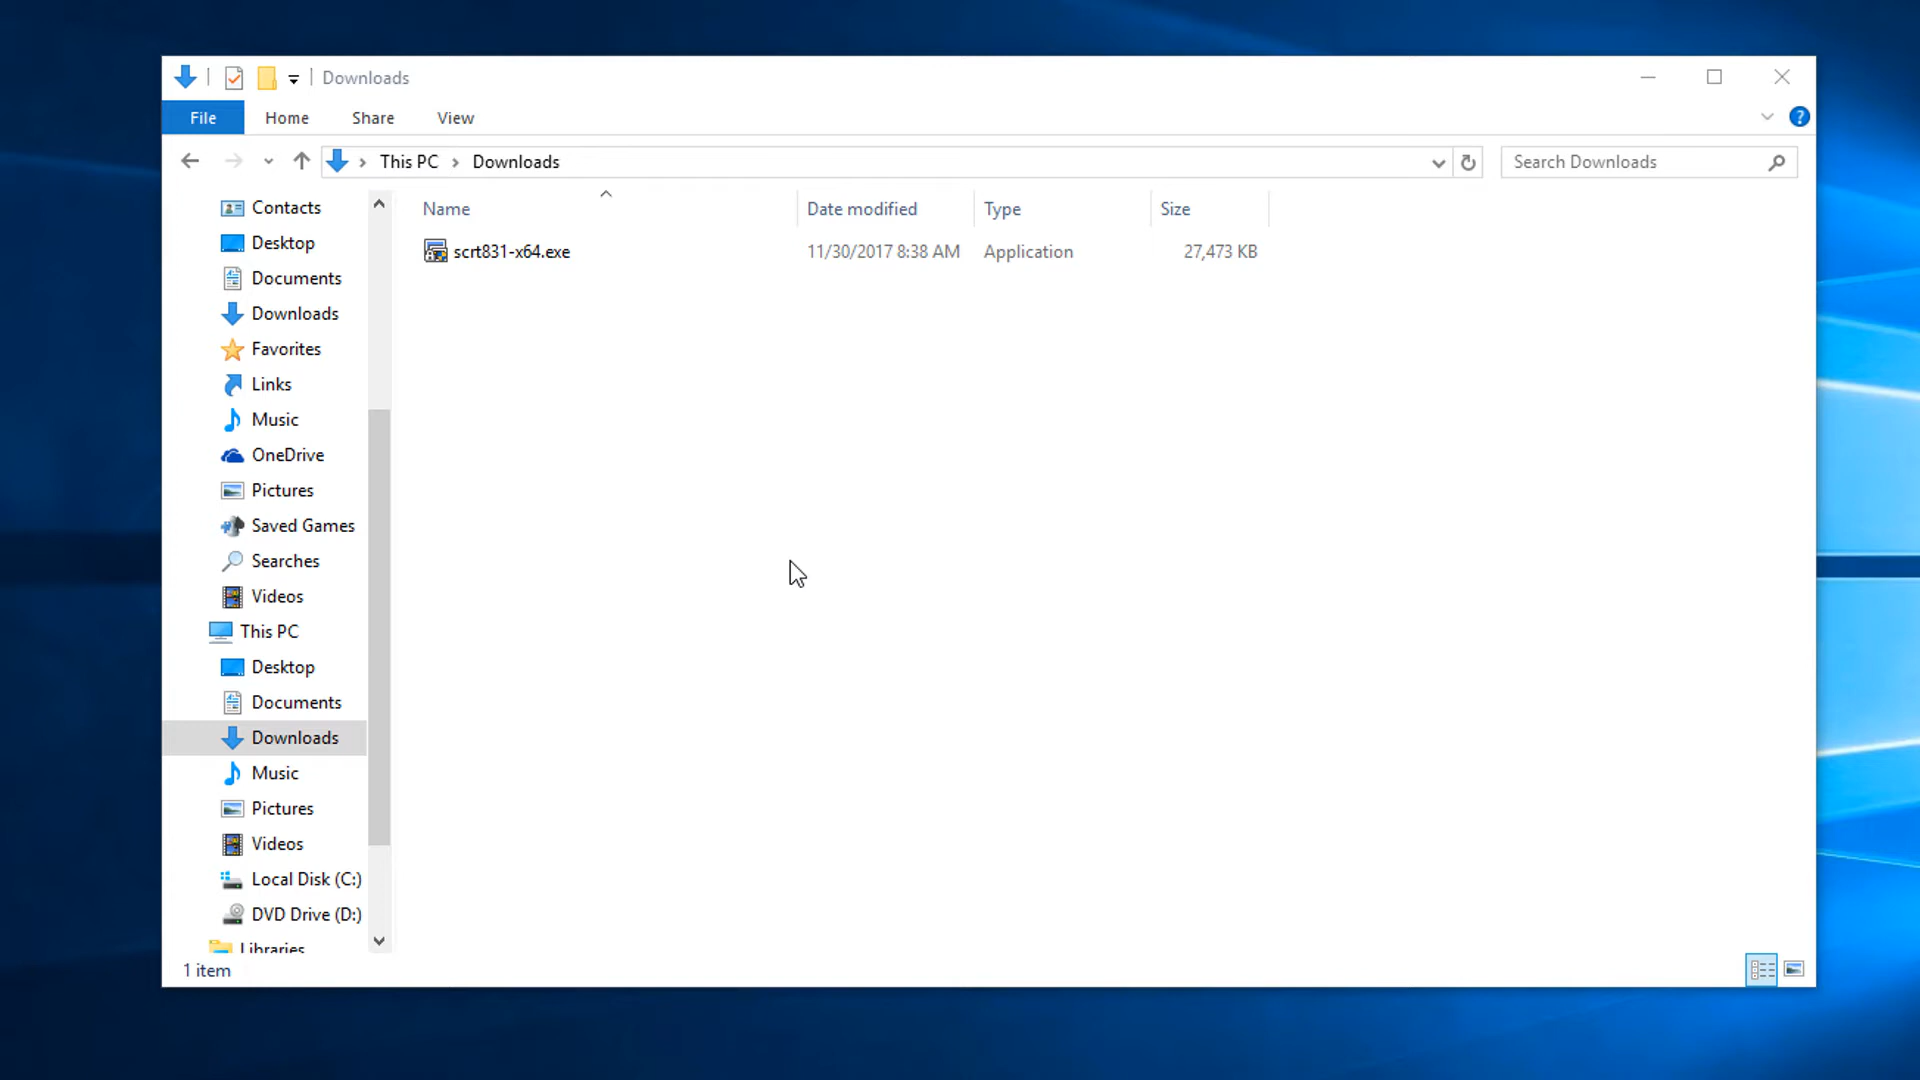 Downloads
File Home Share View
?
This PC Downloads
Search Downloads
Name Date modified Type Size
scrt831-x64.exe 11/30/2017 8:38 AM Application 27,473 KB
Contacts
Desktop
Documents
Downloads
Favorites
Links
Music
OneDrive
Pictures
Saved Games
Searches
Videos
This PC
Desktop
Documents
Downloads
Music
Pictures
Videos
Local Disk (C:)
DVD Drive (D:)
Libraries
1 item